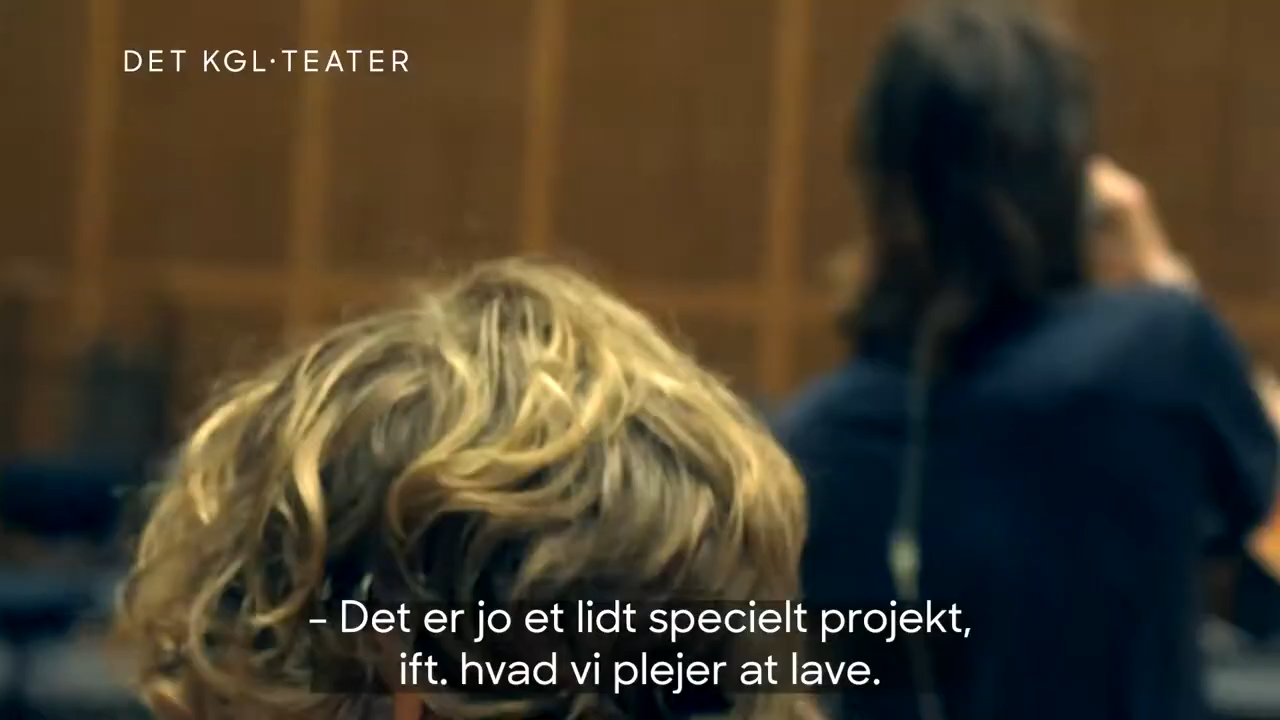 DET KGL·TEATER
– Det er jo et lidt specielt projekt,
ift. hvad vi plejer at lave.